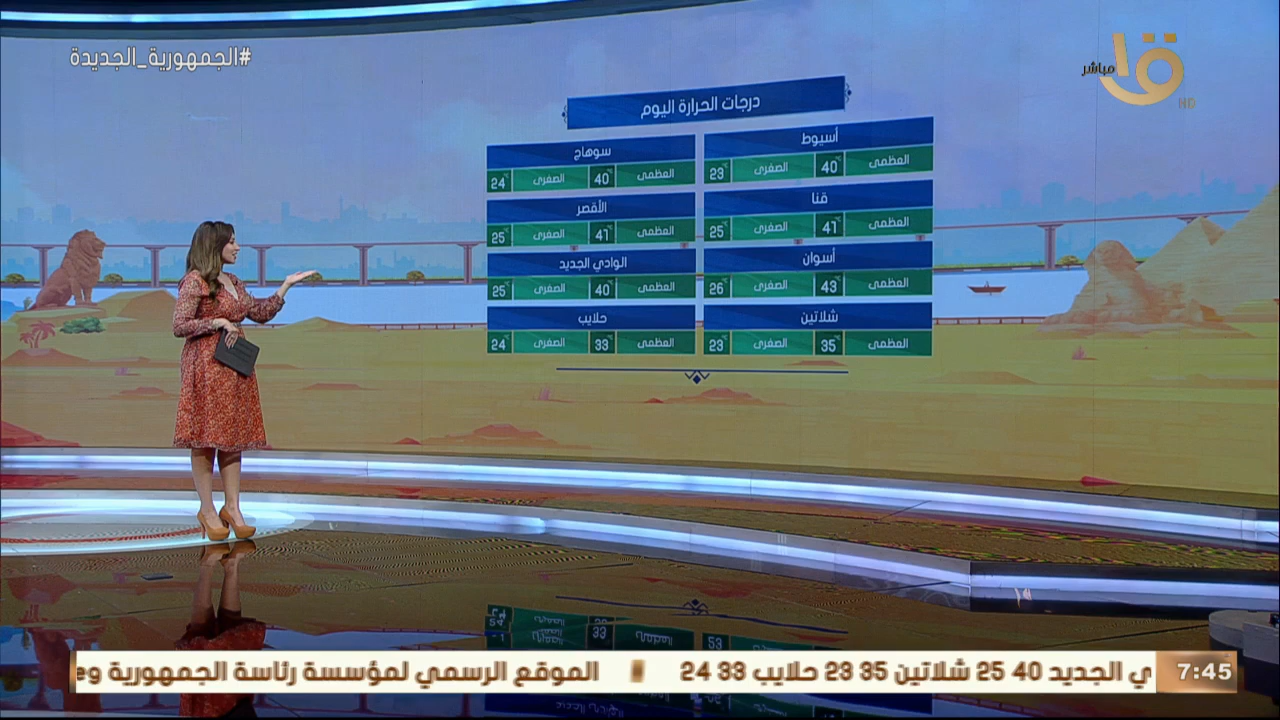 #الجمهورية_الجديدة
مباشر
HD
درجات الحرارة اليوم
أسيوط
العظمى 40 الصغرى 23
سوهاج
العظمى 40 الصغرى 24
قنا
العظمى 41 الصغرى 25
الأقصر
العظمى 41 الصغرى 25
أسوان
العظمى 43 الصغرى 26
الوادي الجديد
العظمى 40 الصغرى 25
شلاتين
العظمى 35 الصغرى 23
حلايب
العظمى 33 الصغرى 24
7:45
ي الجديد 40 25 شلاتين 35 23 حلايب 33 24
الموقع الرسمي لمؤسسة رئاسة الجمهورية